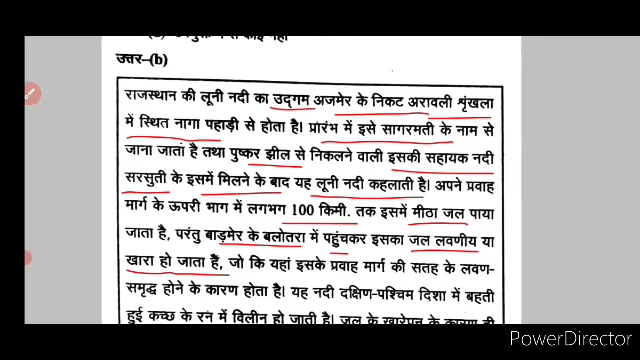 उत्तर–(b)
राजस्थान की लूनी नदी का उद्गम अजमेर के निकट अरावली श्रृंखला
में स्थित नागा पहाड़ी से होता है। प्रारंभ में इसे सागरमती के नाम से
जाना जाता है तथा पुष्कर झील से निकलने वाली इसकी सहायक नदी
सरसुती के इसमें मिलने के बाद यह लूनी नदी कहलाती है। अपने प्रवाह
मार्ग के ऊपरी भाग में लगभग 100 किमी. तक इसमें मीठा जल पाया
जाता है, परंतु बाड़मेर के बलोतरा में पहुंचकर इसका जल लवणीय या
खारा हो जाता है, जो कि यहां इसके प्रवाह मार्ग की सतह के लवण-
समृद्ध होने के कारण होता है। यह नदी दक्षिण-पश्चिम दिशा में बहती
हुई कच्छ के रन में विलीन हो जाती है। जल के खारेपन के कारण ही
PowerDirector